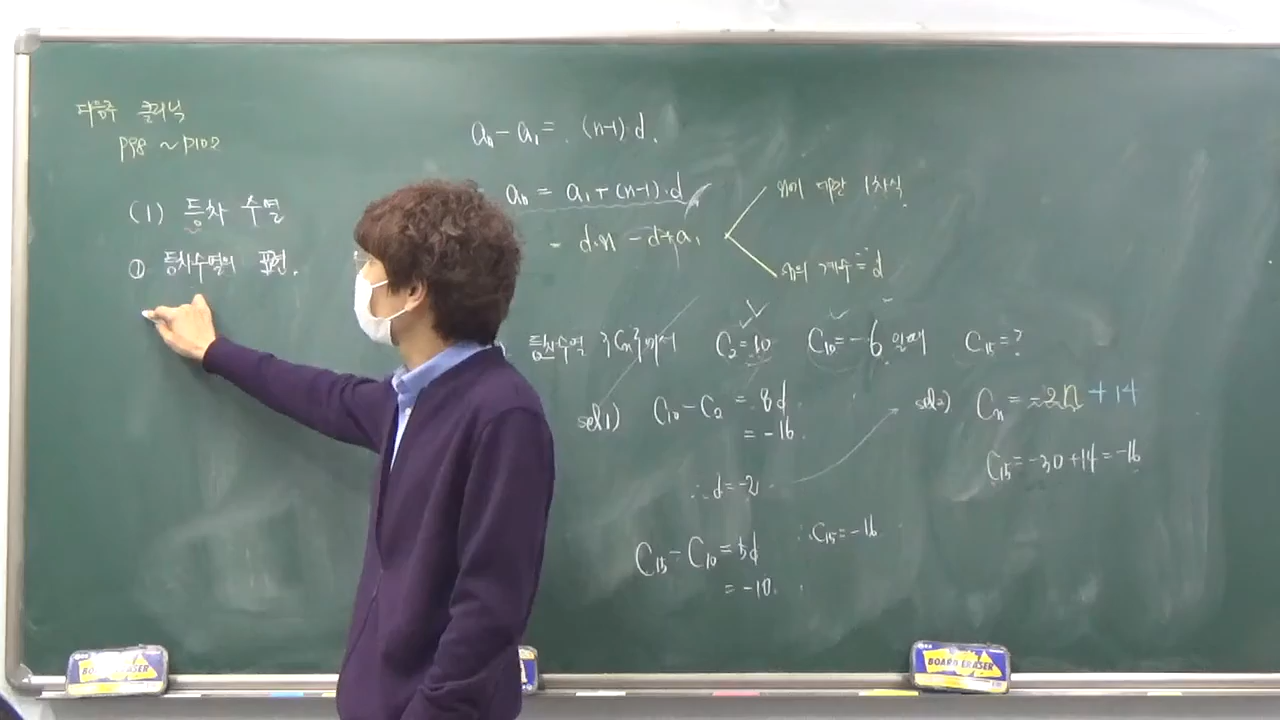 다음주 클리닉
p98 ~ p102
(1) 등차 수열
① 등차수열의 표현.
aₙ - a₁ = (n-1)·d.
aₙ = a₁ + (n-1)·d
= d·n - d + a₁
n에 대한 1차식
n의 계수 = d
등차수열 {Cₙ}에서 C₂=10 C₁₀=-6 일 때 C₁₅=?
sol1) C₁₀ - C₂ = 8d
= -16.
∴ d = -2
C₁₅ - C₁₀ = 5d
= -10.
∴ C₁₅ = -16
sol2) Cₙ = -2n + 14
C₁₅ = -30 + 14 = -16
BOARD ERASER
BOARD ERASER